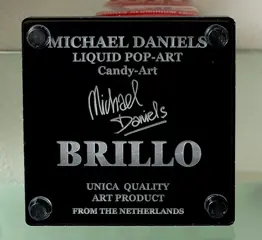 MICHAEL DANIELS
LIQUID POP-ART
Candy-Art
Michael
Daniels
BRILLO
UNICA QUALITY
ART PRODUCT
FROM THE NETHERLANDS